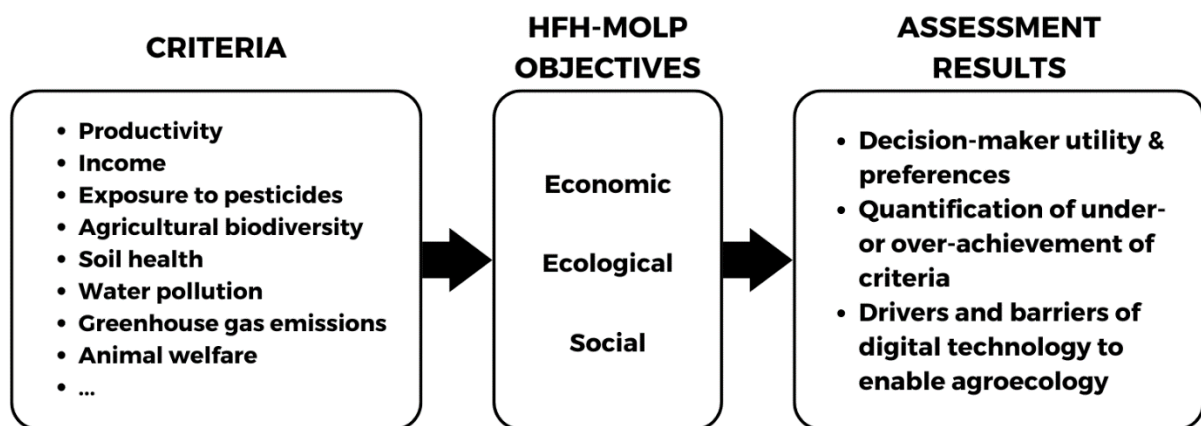 CRITERIA
• Productivity
• Income
• Exposure to pesticides
• Agricultural biodiversity
• Soil health
• Water pollution
• Greenhouse gas emissions
• Animal welfare
• ...
HFH-MOLP
OBJECTIVES
Economic
Ecological
Social
ASSESSMENT
RESULTS
• Decision-maker utility &
preferences
• Quantification of under-
or over-achievement of
criteria
• Drivers and barriers of
digital technology to
enable agroecology